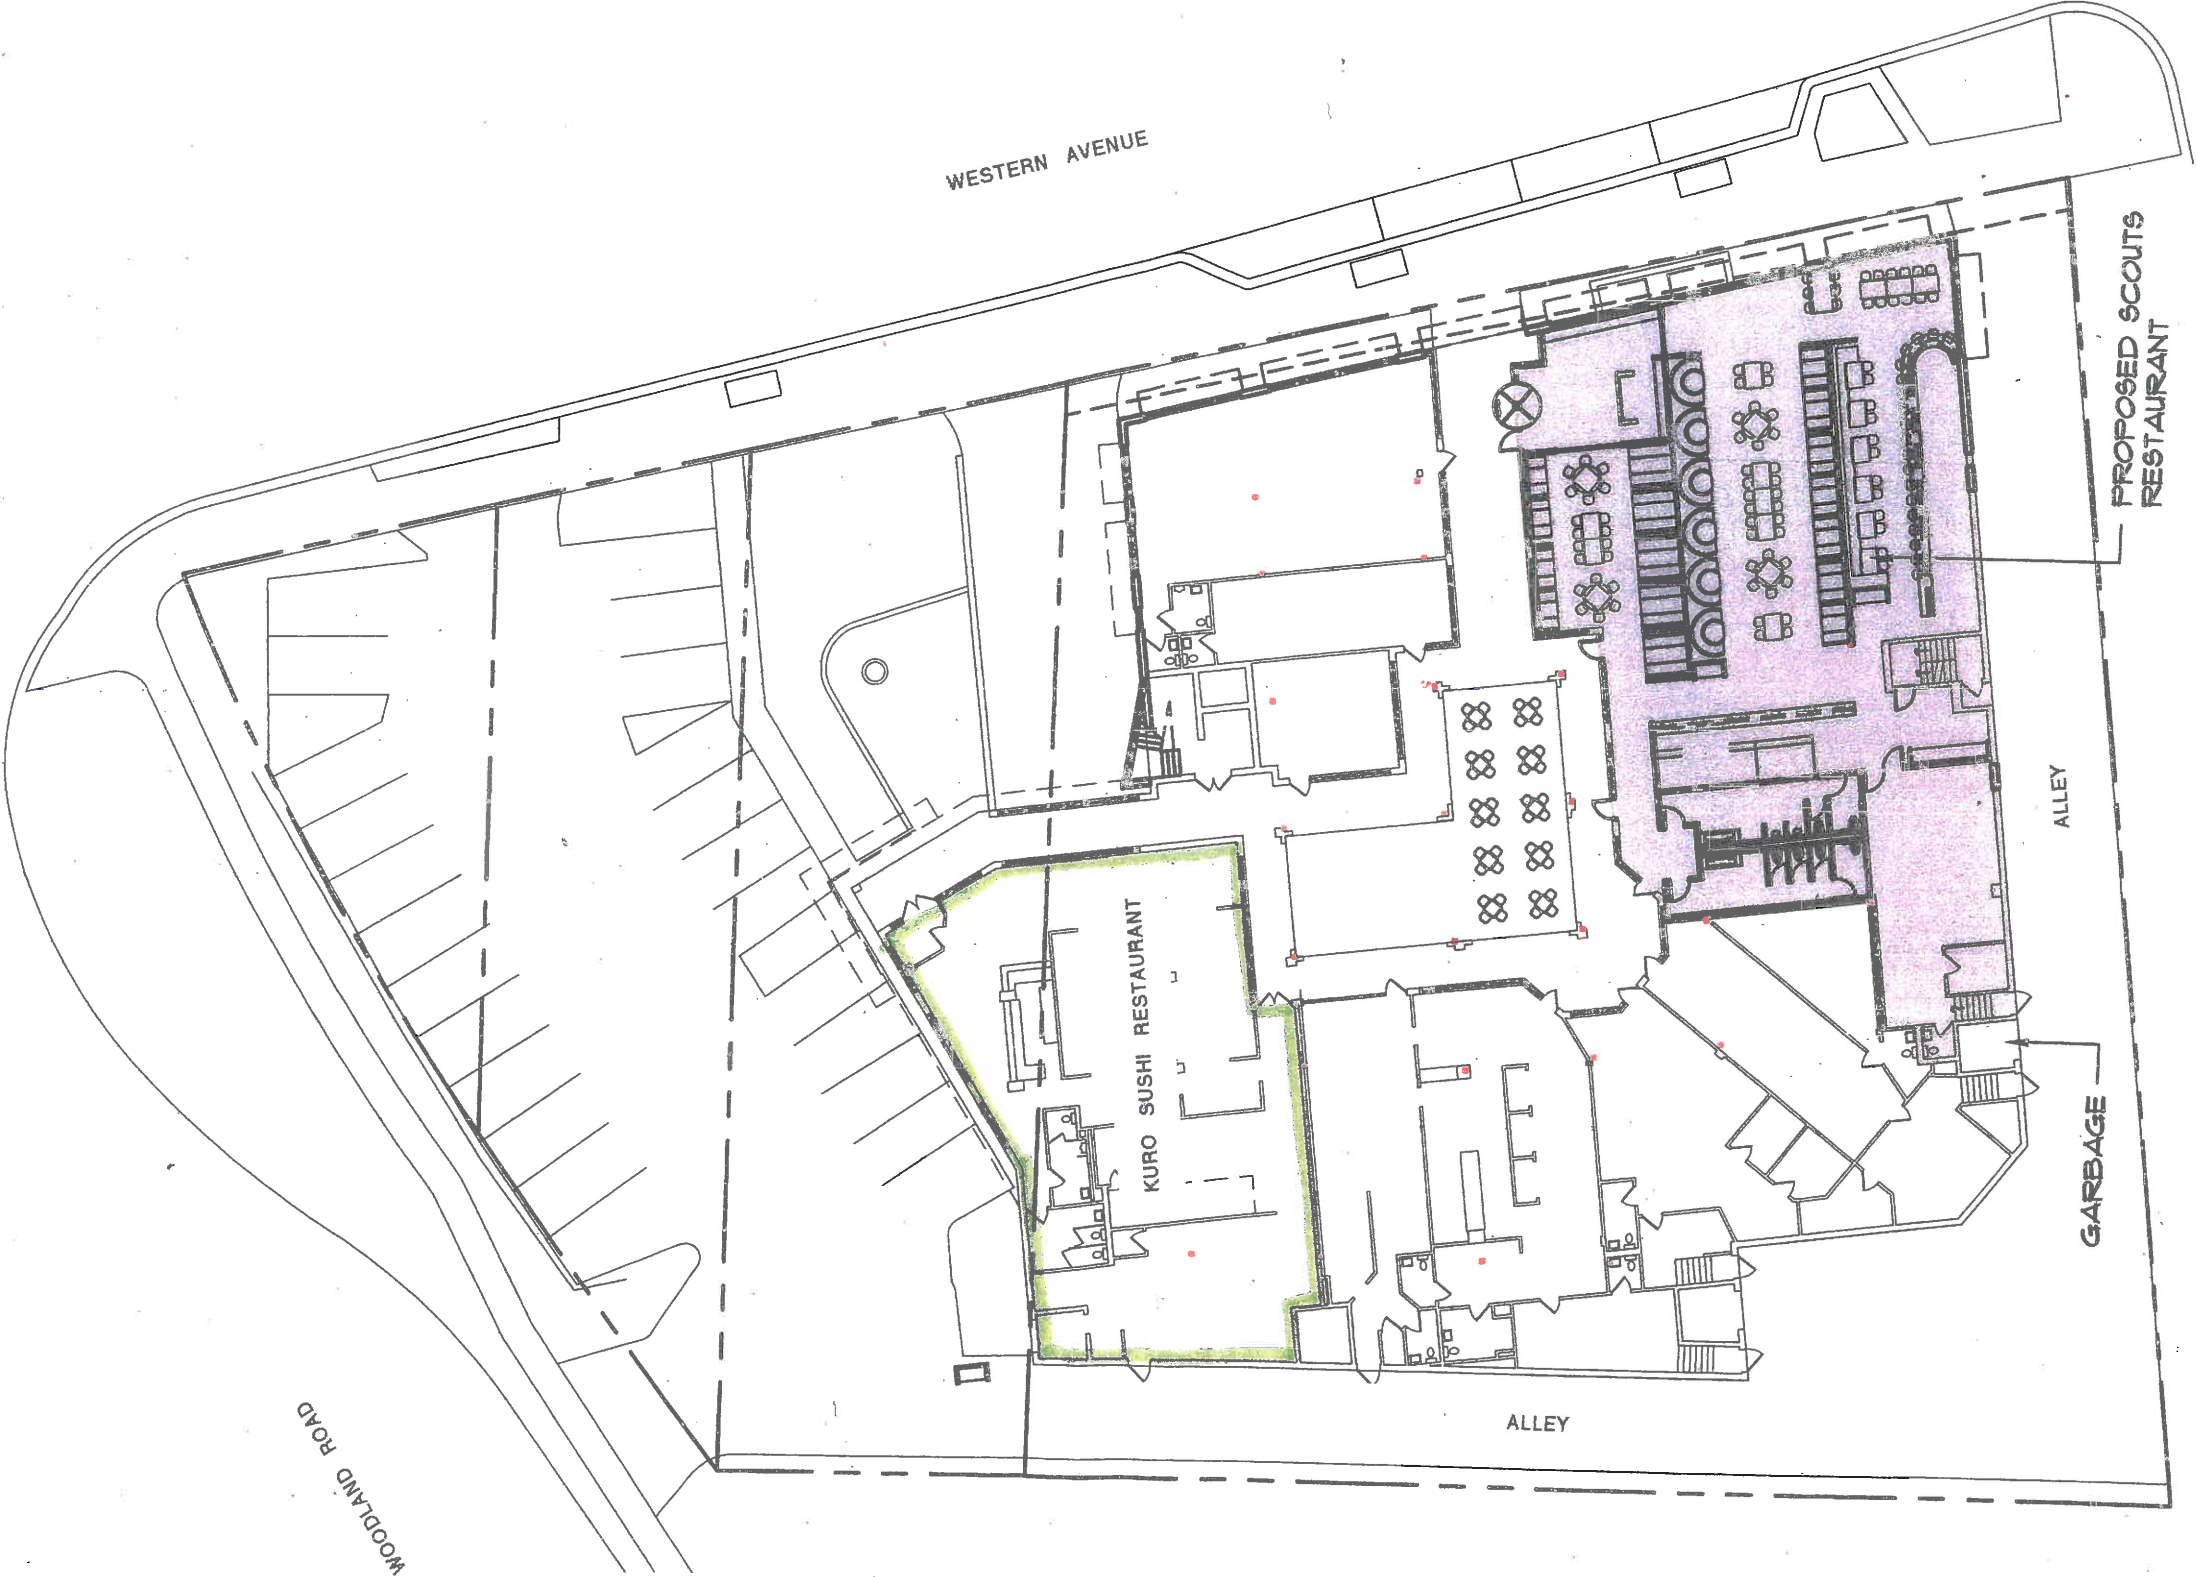 WESTERN AVENUE
PROPOSED SCOUTS
RESTAURANT
ALLEY
KURO SUSHI RESTAURANT
GARBAGE
ALLEY
WOODLAND ROAD